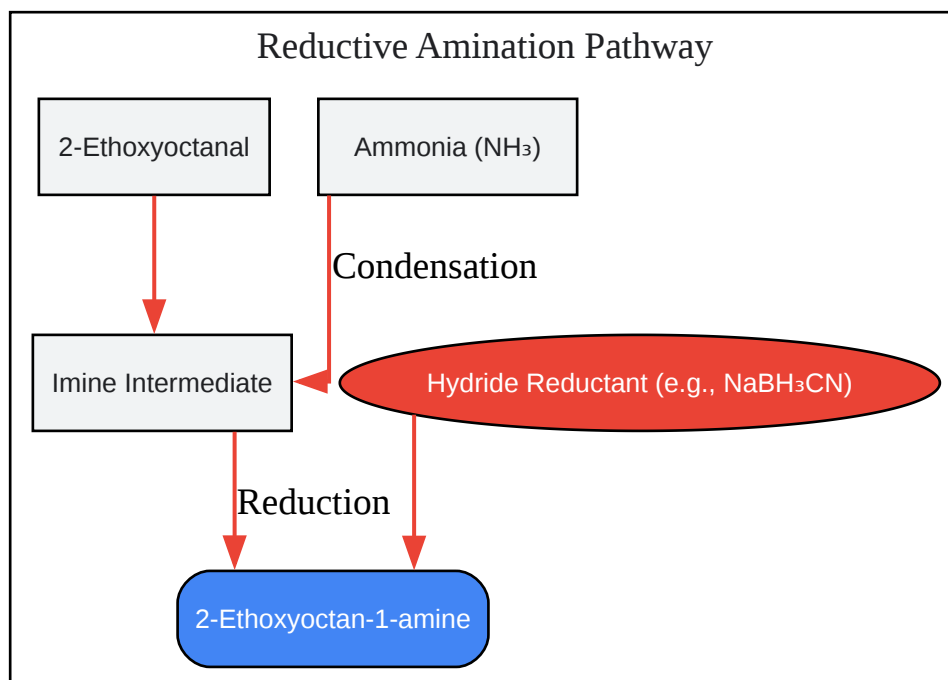 Reductive Amination Pathway
2-Ethoxyoctanal
Ammonia (NH₃)
Condensation
Imine Intermediate
Hydride Reductant (e.g., NaBH₃CN)
Reduction
2-Ethoxyoctan-1-amine